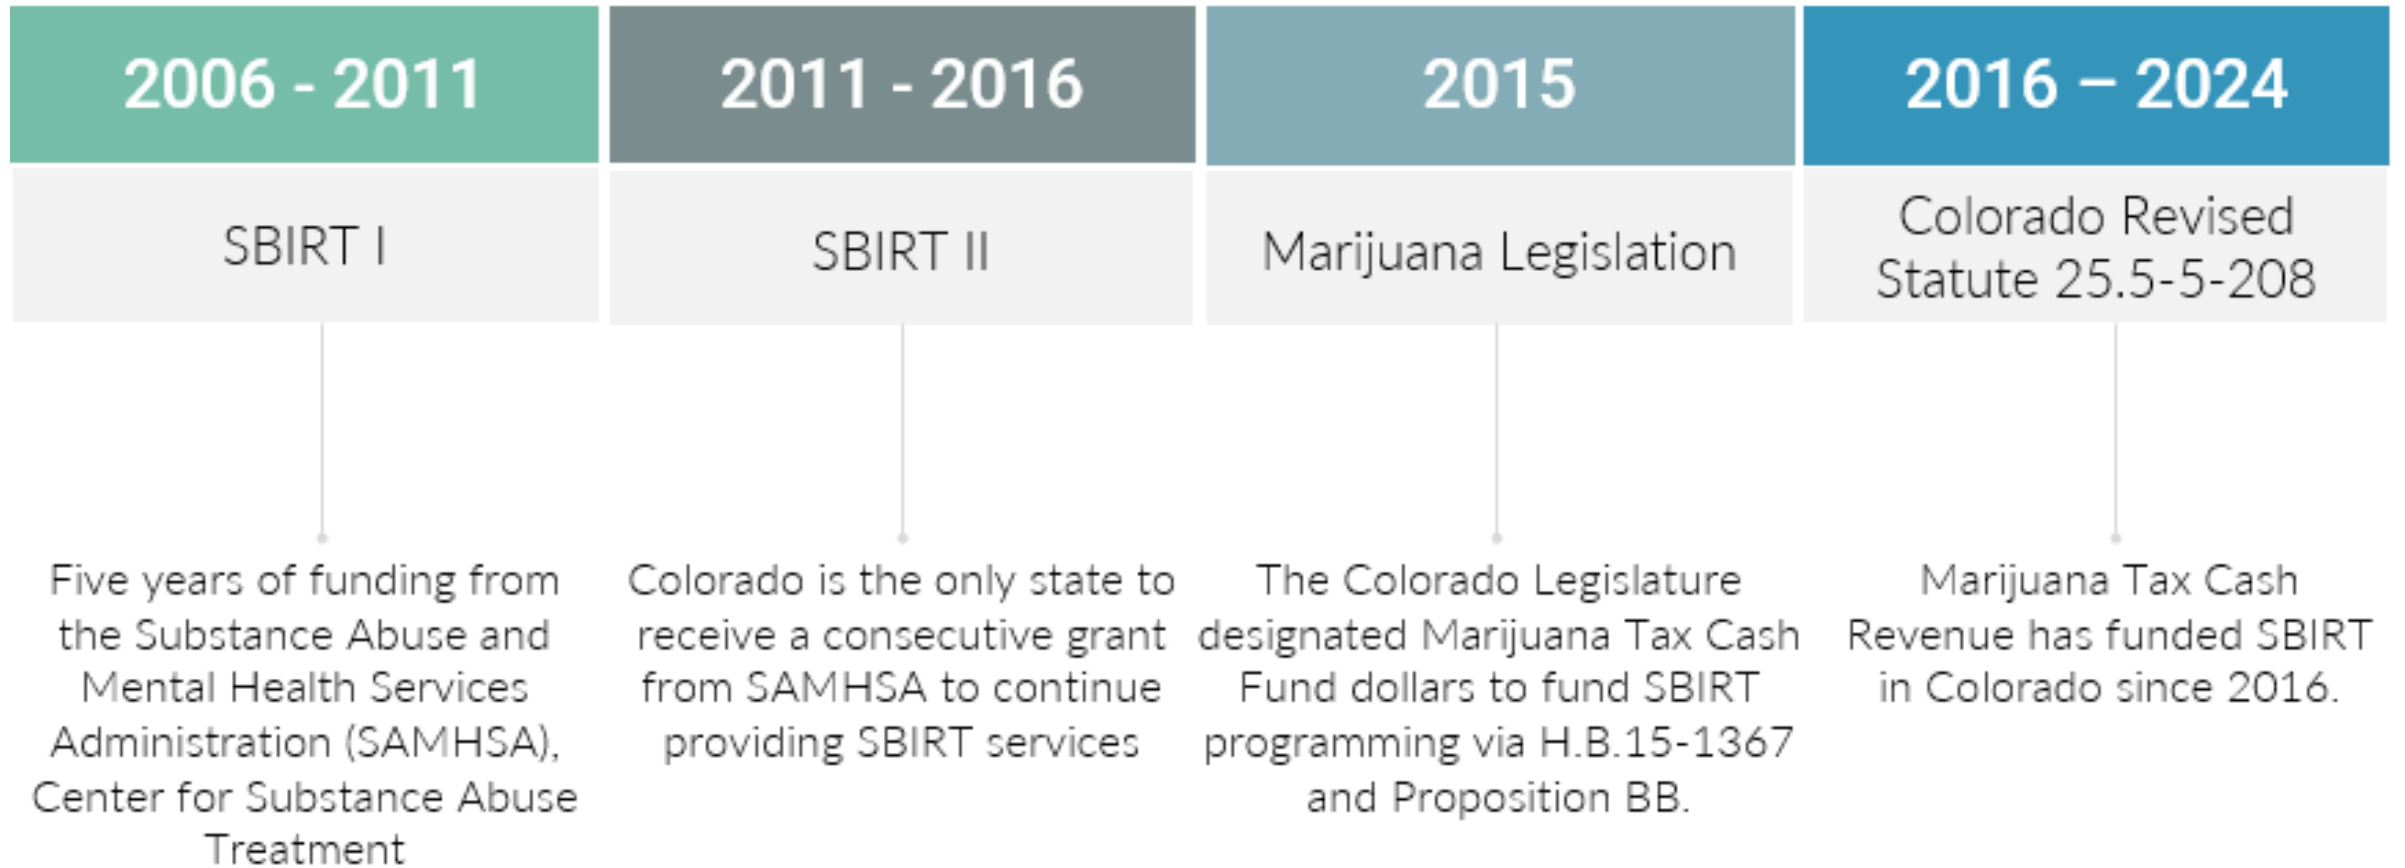 2006 - 2011
SBIRT I
Five years of funding from
the Substance Abuse and
Mental Health Services
Administration (SAMHSA),
Center for Substance Abuse
Treatment
2011 - 2016
SBIRT II
Colorado is the only state to
receive a consecutive grant
from SAMHSA to continue
providing SBIRT services
2015
Marijuana Legislation
The Colorado Legislature
designated Marijuana Tax Cash
Fund dollars to fund SBIRT
programming via H.B.15-1367
and Proposition BB.
2016 – 2024
Colorado Revised
Statute 25.5-5-208
Marijuana Tax Cash
Revenue has funded SBIRT
in Colorado since 2016.